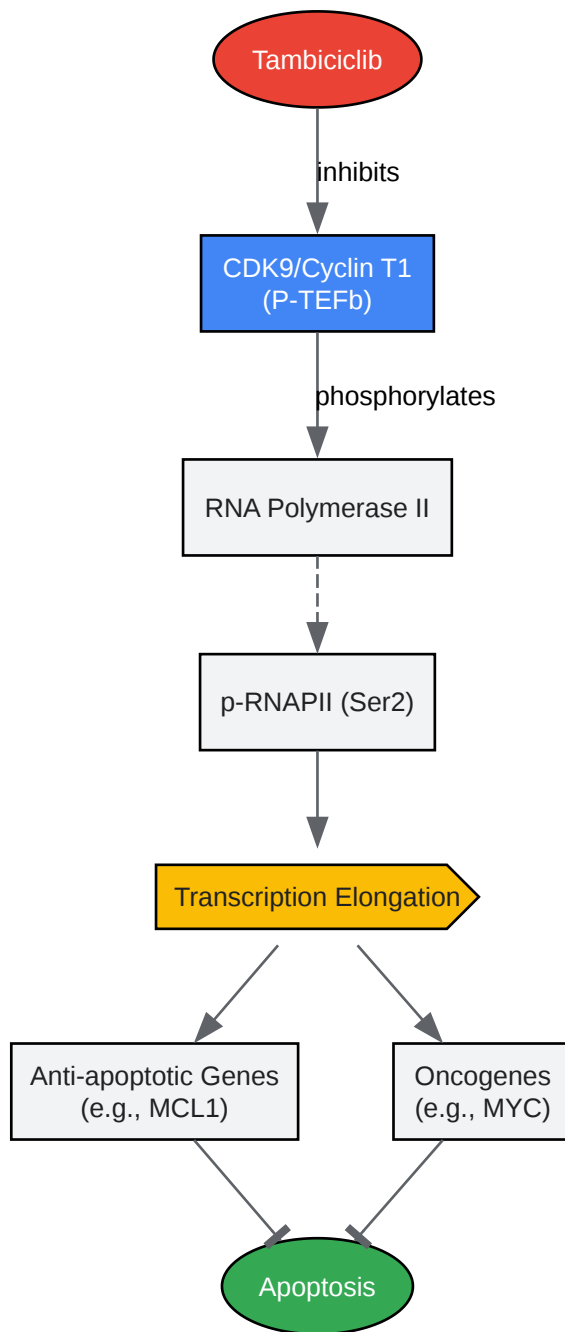 Tambiciclib
inhibits
CDK9/Cyclin T1
(P-TEFb)
phosphorylates
RNA Polymerase II
p-RNAPII (Ser2)
Transcription Elongation
Anti-apoptotic Genes
(e.g., MCL1)
Oncogenes
(e.g., MYC)
Apoptosis